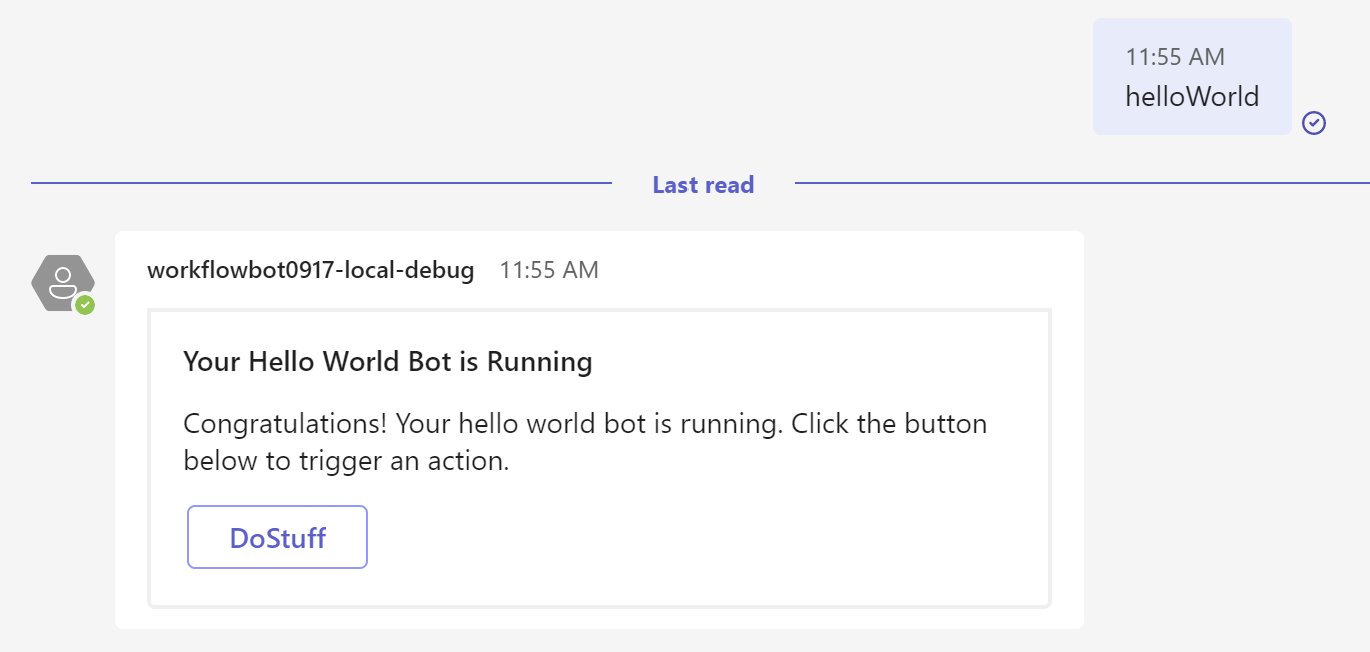 11:55 AM
helloWorld
Last read
workflowbot0917-local-debug 11:55 AM
Your Hello World Bot is Running
Congratulations! Your hello world bot is running. Click the button
below to trigger an action.
DoStuff